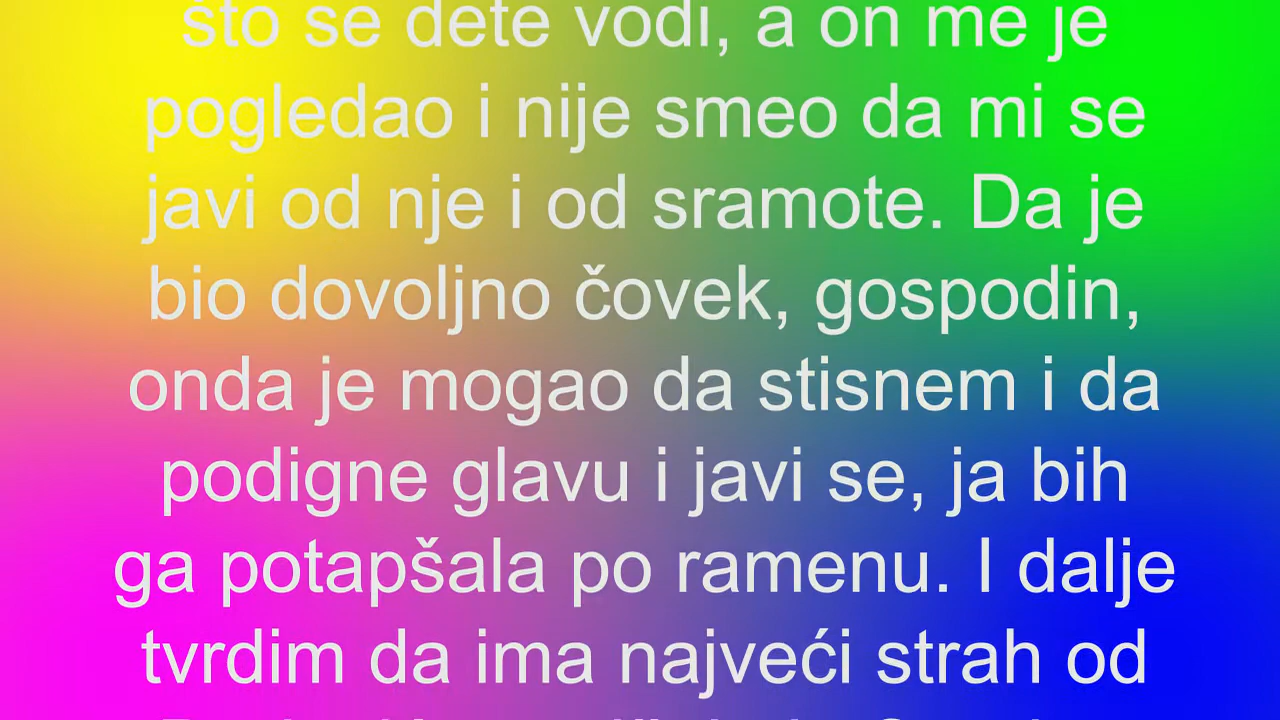 što se dete vodi, a on me je
pogledao i nije smeo da mi se
javi od nje i od sramote. Da je
bio dovoljno čovek, gospodin,
onda je mogao da stisnem i da
podigne glavu i javi se, ja bih
ga potapšala po ramenu. I dalje
tvrdim da ima najveći strah od